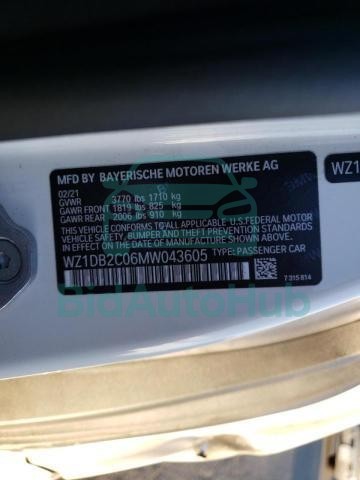 MFD BY BAYERISCHE MOTOREN WERKE AG
02/21
GVWR 3770 lbs 1710 kg
GAWR FRONT 1819 lbs 825 kg
GAWR REAR 2006 lbs 910 kg
THIS VEHICLE CONFORMS TO ALL APPLICABLE U.S. FEDERAL MOTOR
VEHICLE SAFETY, BUMPER, AND THEFT PREVENTION STANDARDS
IN EFFECT ON THE DATE OF MANUFACTURE SHOWN ABOVE.
WZ1DB2C06MW043605 TYPE: PASSENGER CAR
7 315 814
WZ1
BidAutoHub